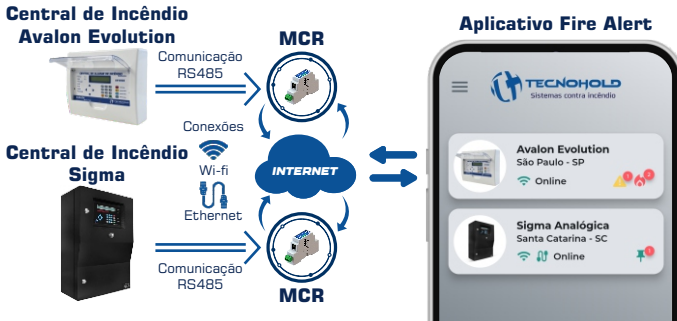 Central de Incêndio
Avalon Evolution
Comunicação
RS485
MCR
Conexões
Wi-fi
Ethernet
INTERNET
Central de Incêndio
Sigma
Comunicação
RS485
MCR
Aplicativo Fire Alert
TECNOHOLD
Sistemas contra incêndio
Avalon Evolution
São Paulo - SP
Online
Sigma Analógica
Santa Catarina - SC
Online